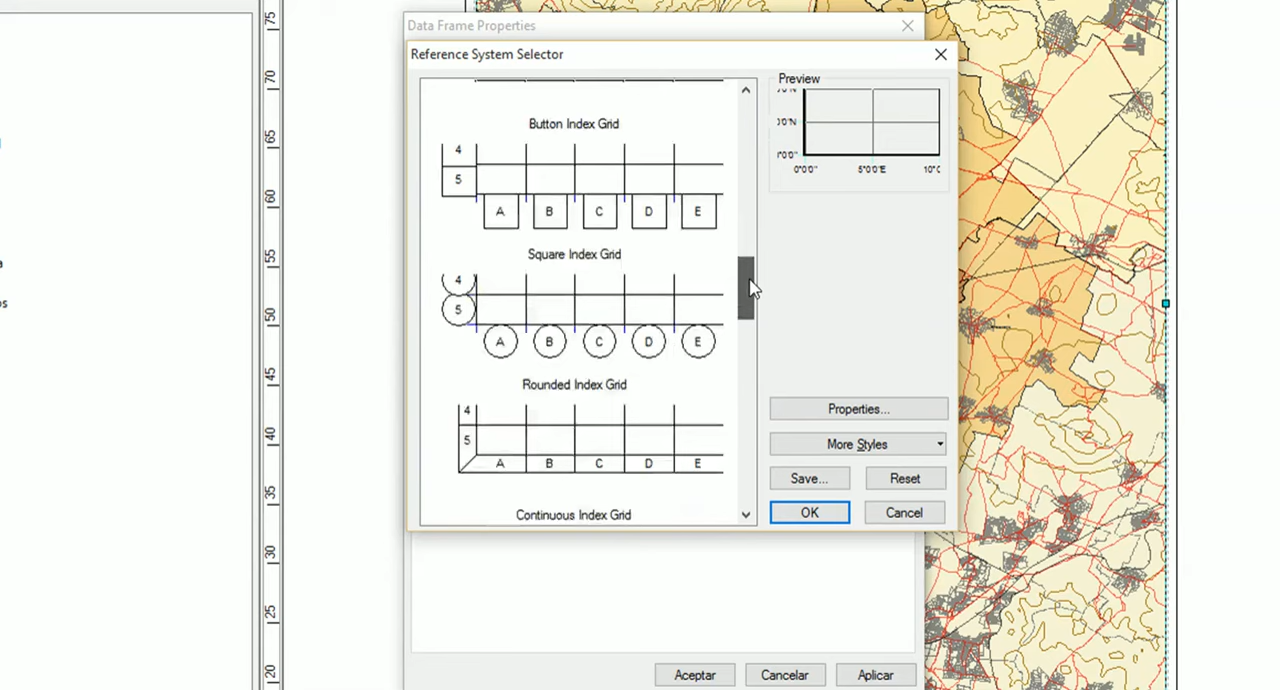 Data Frame Properties
Reference System Selector
Preview
0°0'0"
5°00'E
Button Index Grid
4
5
A B C D E
Square Index Grid
4
5
A B C D E
Rounded Index Grid
4
5
A B C D E
Continuous Index Grid
Properties...
More Styles
Save...
Reset
OK
Cancel
Aceptar
Cancelar
Aplicar
75
70
65
60
55
50
45
40
35
30
25
20